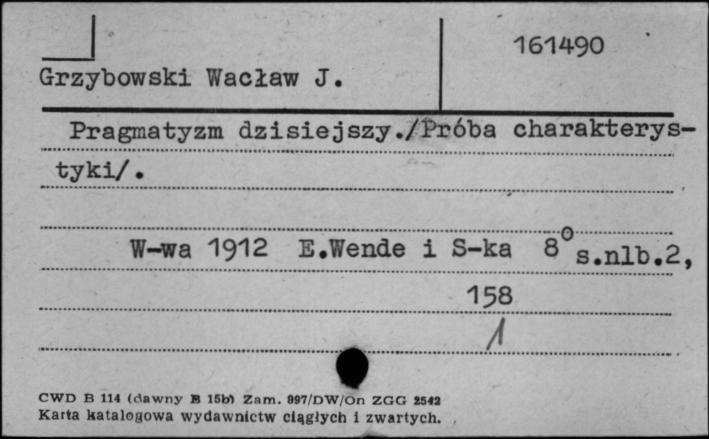 161490
Grzybowski Wacław J.
Pragmatyzm dzisiejszy./Próba charakterys-
tyki/.
W-wa 1912 E.Wende i S-ka 8° s.nlb.2,
158
1
CWD B 114 (dawny B 15b) Zam. 997/DW/On ZGG 2542
Karta katalogowa wydawnictw ciągłych i zwartych.